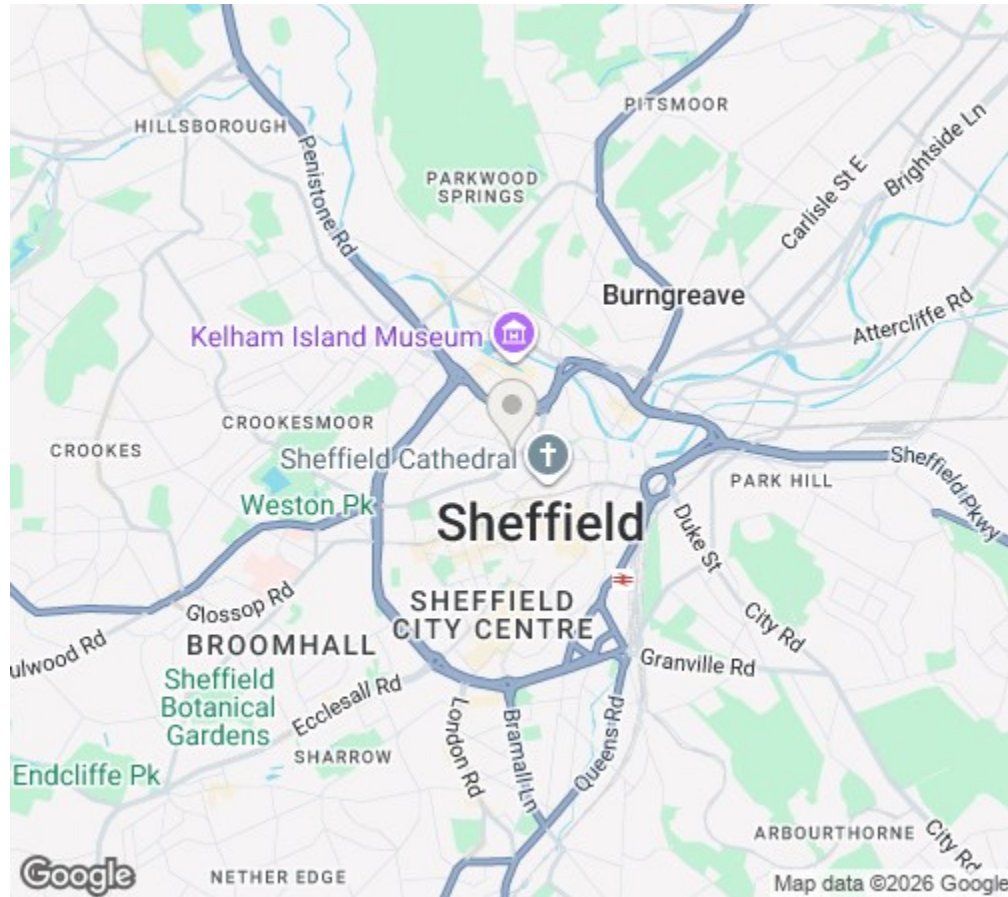 PITSMOOR
HILLSBOROUGH
Penistone Rd
PARKWOOD
SPRINGS
Carlisle St E
Brightside Ln
Burngreave
Attercliffe Rd
Kelham Island Museum
CROOKESMOOR
CROOKES
Sheffield Cathedral
Weston Pk
Sheffield
PARK HILL
Sheffield Pkwy
Duke St
SHEFFIELD
CITY CENTRE
Glossop Rd
City Rd
BROOMHALL
ulwood Rd
Granville Rd
Sheffield
Botanical
Gardens
Ecclesall Rd
London Rd
Bramall Ln
Queens Rd
SHARROW
Endcliffe Pk
ARBOURTHORNE
City Rd
NETHER EDGE
Google
Map data ©2026 Google